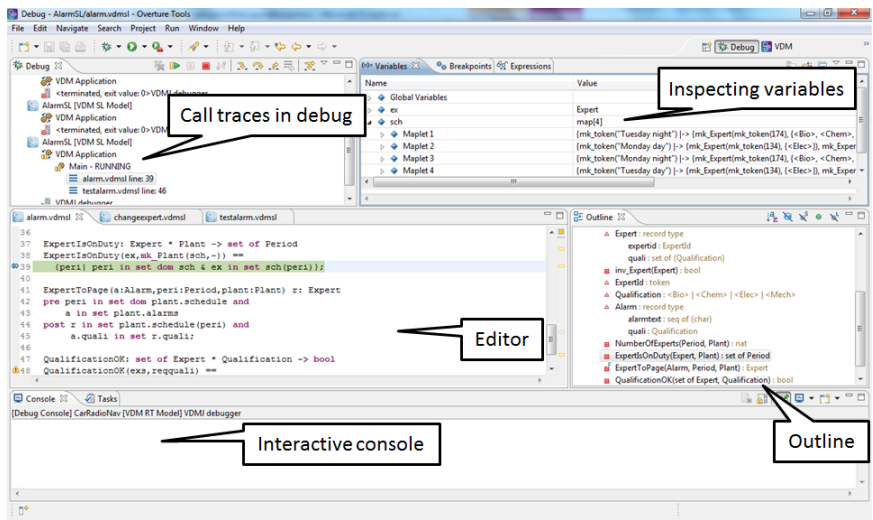 Debug - AlarmSL/alarm.vdmsl - Overture Tools
File Edit Navigate Search Project Run Window Help
Debug VDM
Debug
VDM Application
<terminated, exit value: 0>VDMJ debugger
AlarmSL [VDM SL Model]
VDM Application
<terminated, exit value: 0>VDM
AlarmSL [VDM SL Model]
VDM Application
Main - RUNNING
alarm.vdmsl line: 39
testalarm.vdmsl line: 46
VDMJ debugger
Call traces in debug
Variables Breakpoints Expressions
Name Value
Global Variables
ex Expert
sch map[4]
Maplet 1 {mk_token("Tuesday night") |-> {mk_Expert(mk_token(174), {<Bio>, <Chem>,
Maplet 2 {mk_token("Monday day") |-> {mk_Expert(mk_token(134), {<Elec>}), mk_Exper
Maplet 3 {mk_token("Monday night") |-> {mk_Expert(mk_token(174), {<Bio>, <Chem>,
Maplet 4 {mk_token("Tuesday day") |-> {mk_Expert(mk_token(134), {<Elec>}), mk_Exper
Inspecting variables
alarm.vdmsl changeexpert.vdmsl testalarm.vdmsl
36
37 ExpertIsOnDuty: Expert * Plant -> set of Period
38 ExpertIsOnDuty(ex,mk_Plant(sch,-)) ==
39 {peri| peri in set dom sch & ex in set sch(peri)};
40
41 ExpertToPage(a:Alarm,peri:Period,plant:Plant) r: Expert
42 pre peri in set dom plant.schedule and
43 a in set plant.alarms
44 post r in set plant.schedule(peri) and
45 a.quali in set r.quali;
46
47 QualificationOK: set of Expert * Qualification -> bool
48 QualificationOK(exs,reqquali) ==
Editor
Outline
Expert : record type
expertid : ExpertId
quali : set of (Qualification)
inv_Expert(Expert) : bool
ExpertId : token
Qualification : <Bio> | <Chem> | <Elec> | <Mech>
Alarm : record type
alarmtext : seq of (char)
quali : Qualification
NumberOfExperts(Period, Plant) : nat
ExpertIsOnDuty(Expert, Plant) : set of Period
ExpertToPage(Alarm, Period, Plant) : Expert
QualificationOK(set of Expert, Qualification) : bool
Outline
Console Tasks
[Debug Console] CarRadioNav [VDM RT Model] VDMJ debugger
Interactive console